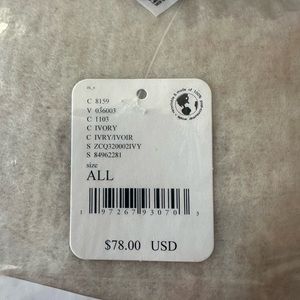 C 8159
V 036003
C 1103
C IVORY
C IVRY/IVOIR
S ZCQ320002IVY
S 84962281
size
ALL
1 97267 93070 3
$78.00 USD